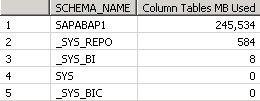 SCHEMA_NAME Column Tables MB Used
1 SAPABAP1 245,534
2 _SYS_REPO 584
3 _SYS_BI 8
4 SYS 0
5 _SYS_BIC 0